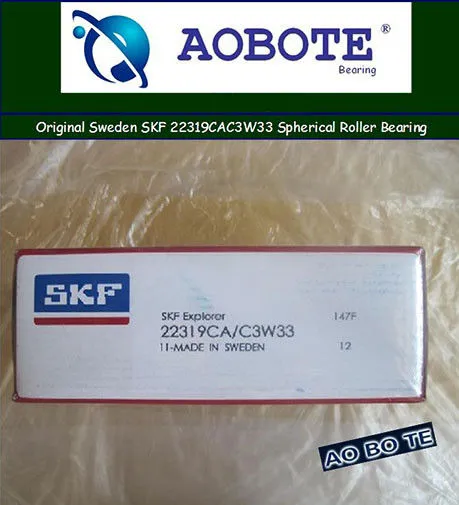 AOBOTE ®
Bearing
Original Sweden SKF 22319CAC3W33 Spherical Roller Bearing
SKF
SKF Explorer 147F
22319CA/C3W33
11-MADE IN SWEDEN 12
AO BO TE